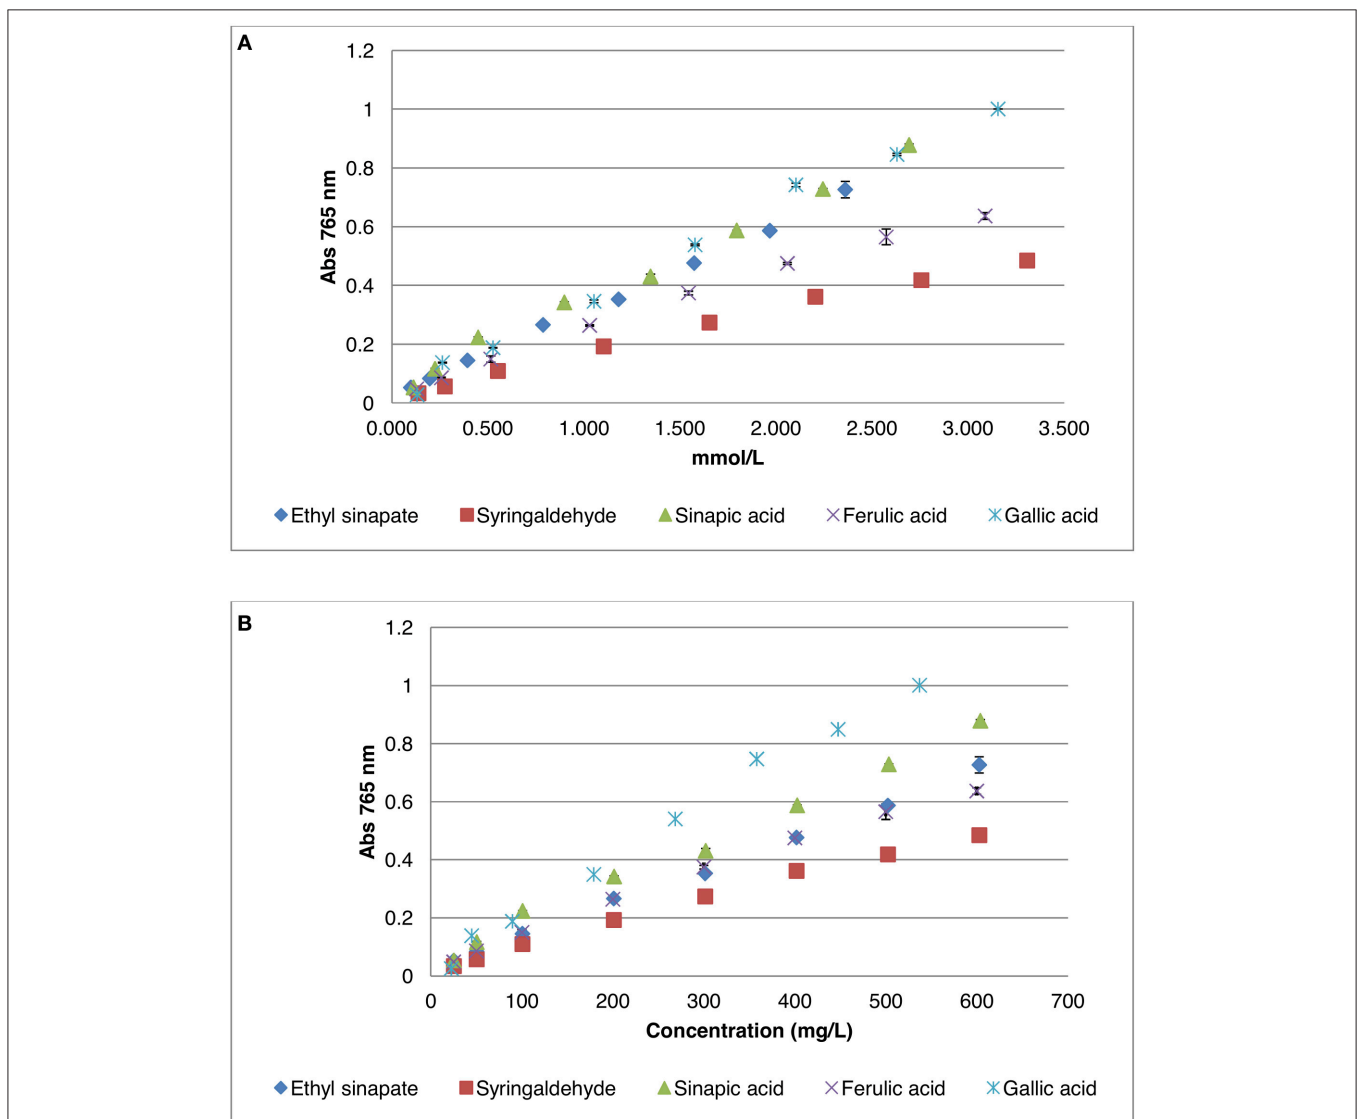 A
1.2
1
0.8
0.6
0.4
0.2
0
Abs 765 nm
0.000 0.500 1.000 1.500 2.000 2.500 3.000 3.500
mmol/L
Ethyl sinapate Syringaldehyde Sinapic acid Ferulic acid Gallic acid
B
1.2
1
0.8
0.6
0.4
0.2
0
Abs 765 nm
0 100 200 300 400 500 600 700
Concentration (mg/L)
Ethyl sinapate Syringaldehyde Sinapic acid Ferulic acid Gallic acid